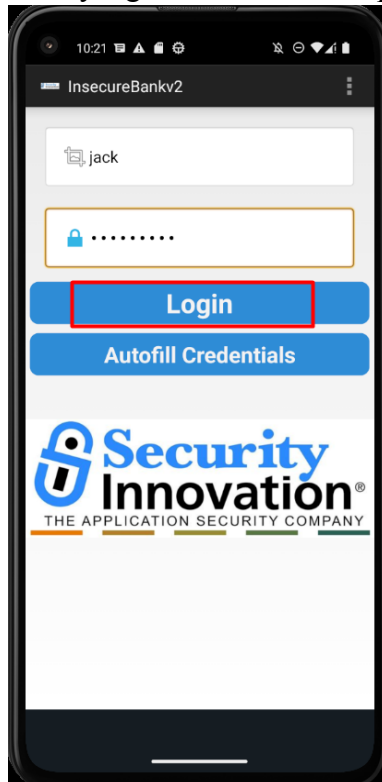 10:21
InsecureBankv2
jack
•••••••••
Login
Autofill Credentials
Security
Innovation®
THE APPLICATION SECURITY COMPANY